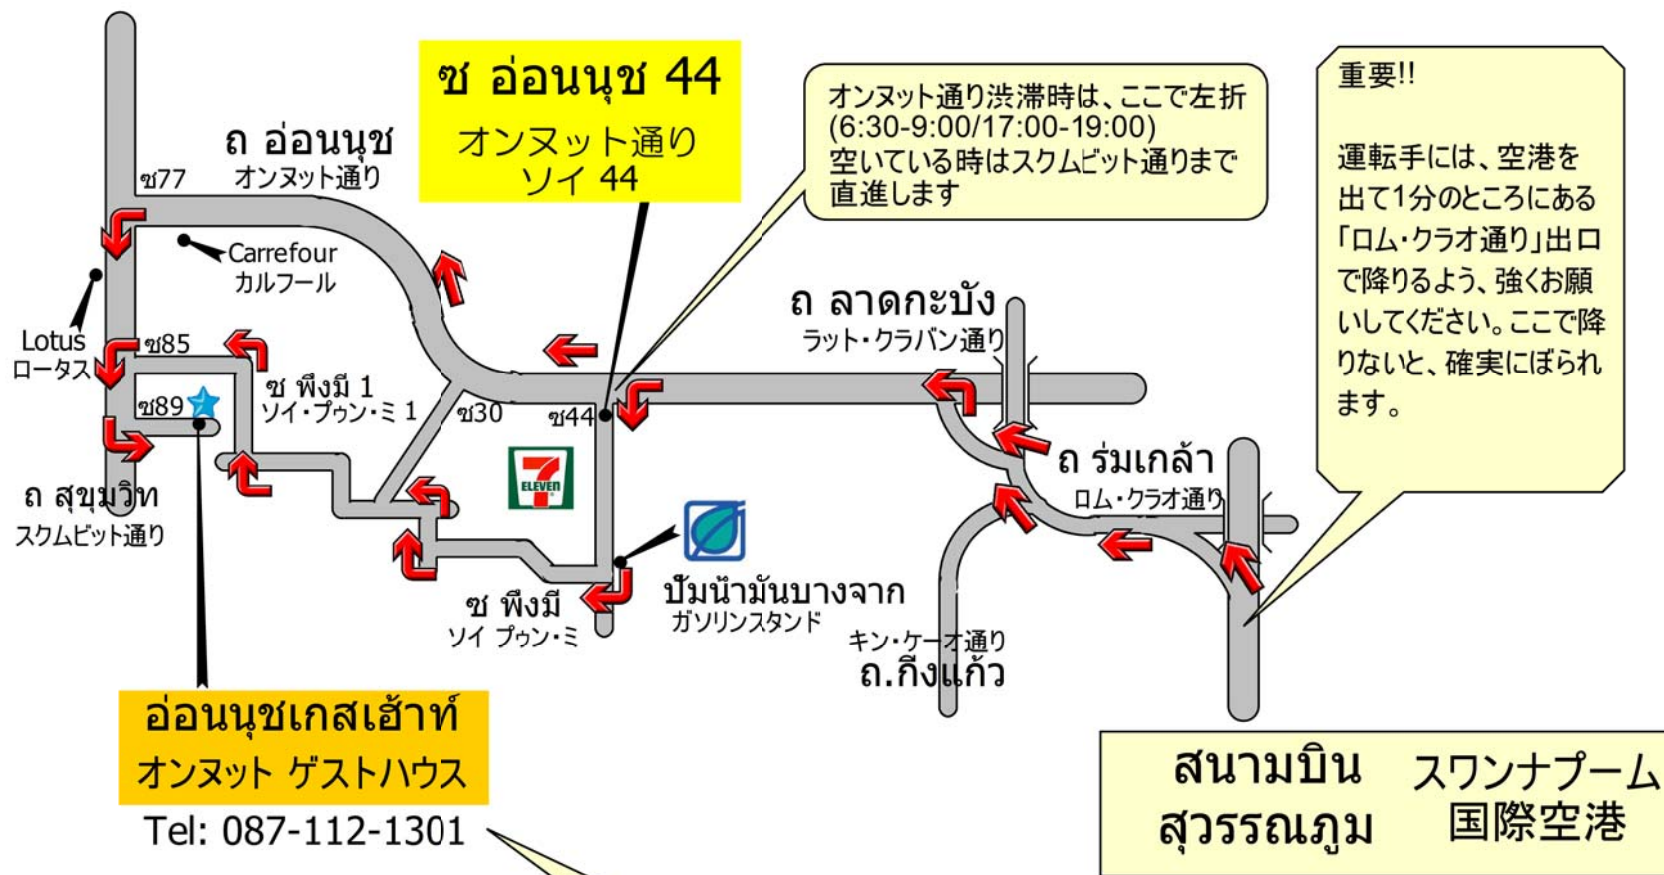 ซ อ่อนนุช 44
オンヌット通り
ソイ 44
ถ อ่อนนุช
オンヌット通り
ซ77
オンヌット通り渋滞時は、ここで左折
(6:30-9:00/17:00-19:00)
空いている時はスクムビット通りまで
直進します
重要!!
運転手には、空港を
出て1分のところにある
「ロム・クラオ通り」出口
で降りるよう、強くお願
いしてください。ここで降
りないと、確実にぼられ
ます。
Carrefour
カルフール
Lotus
ロータス
ซ85
ซ89
ซ พึงมี 1
ソイ・プゥン・ミ 1
ซ30
ซ44
ถ ลาดกะบัง
ラット・クラバン通り
ถ ร่มเกล้า
ロム・クラオ通り
ถ สุขุมวิท
スクムビット通り
7
ELEVEN
ซ พึงมี
ソイ プゥン・ミ
ปั๊มน้ำมันบางจาก
ガソリンスタンド
キン・ケーオ通り
ถ.กิ่งแก้ว
อ่อนนุชเกสเฮ้าท์
オンヌット ゲストハウス
Tel: 087-112-1301
สนามบิน
สุวรรณภูม
スワンナプーム
国際空港